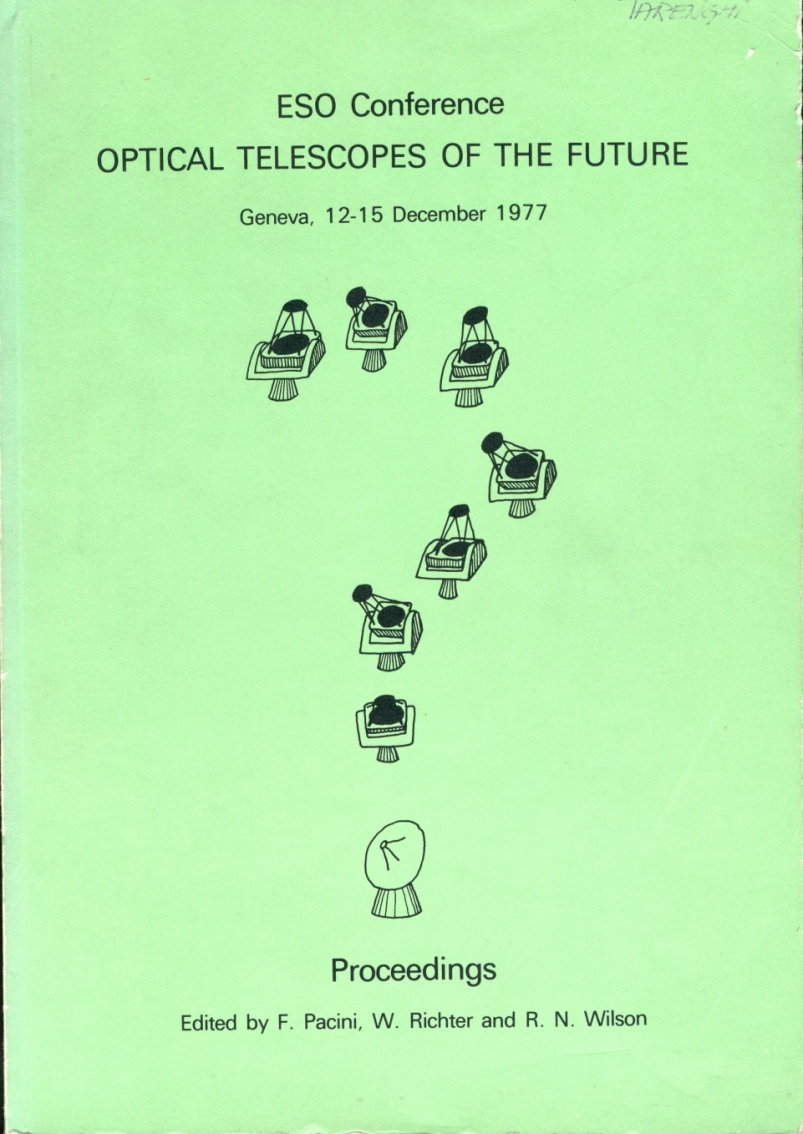 TARENGHI
ESO Conference
OPTICAL TELESCOPES OF THE FUTURE
Geneva, 12-15 December 1977
Proceedings
Edited by F. Pacini, W. Richter and R. N. Wilson